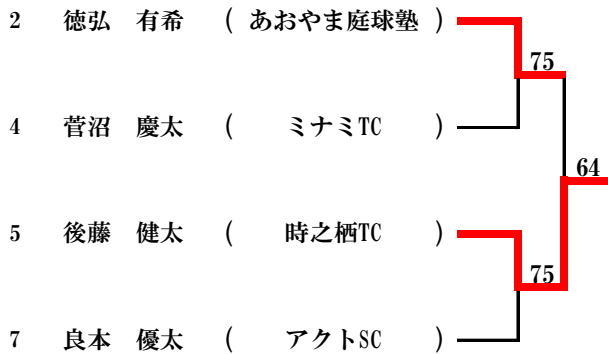 2 徳弘 有希 ( あおやま庭球塾 )
75
4 菅沼 慶太 ( ミナミTC )
64
5 後藤 健太 ( 時之栖TC )
75
7 良本 優太 ( アクトSC )